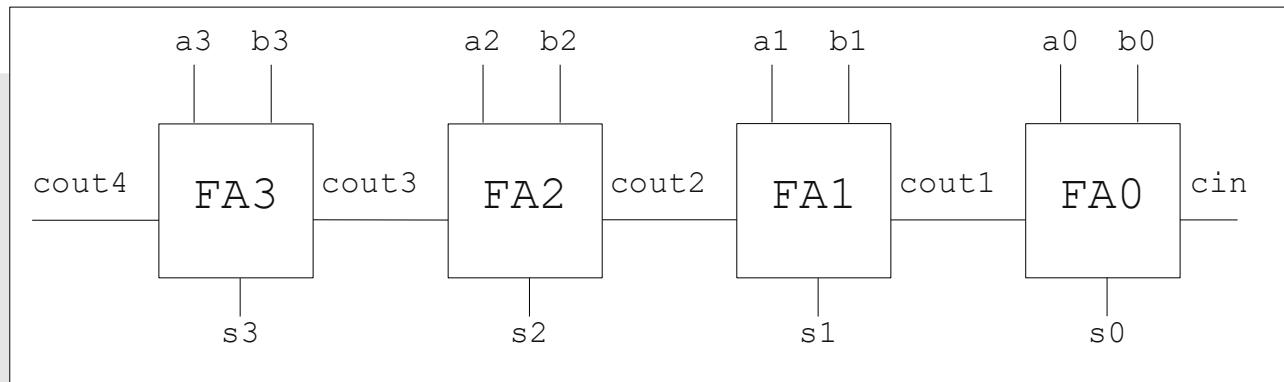 a3 b3 a2 b2 a1 b1 a0 b0
cout4 FA3 cout3 FA2 cout2 FA1 cout1 FA0 cin
s3 s2 s1 s0